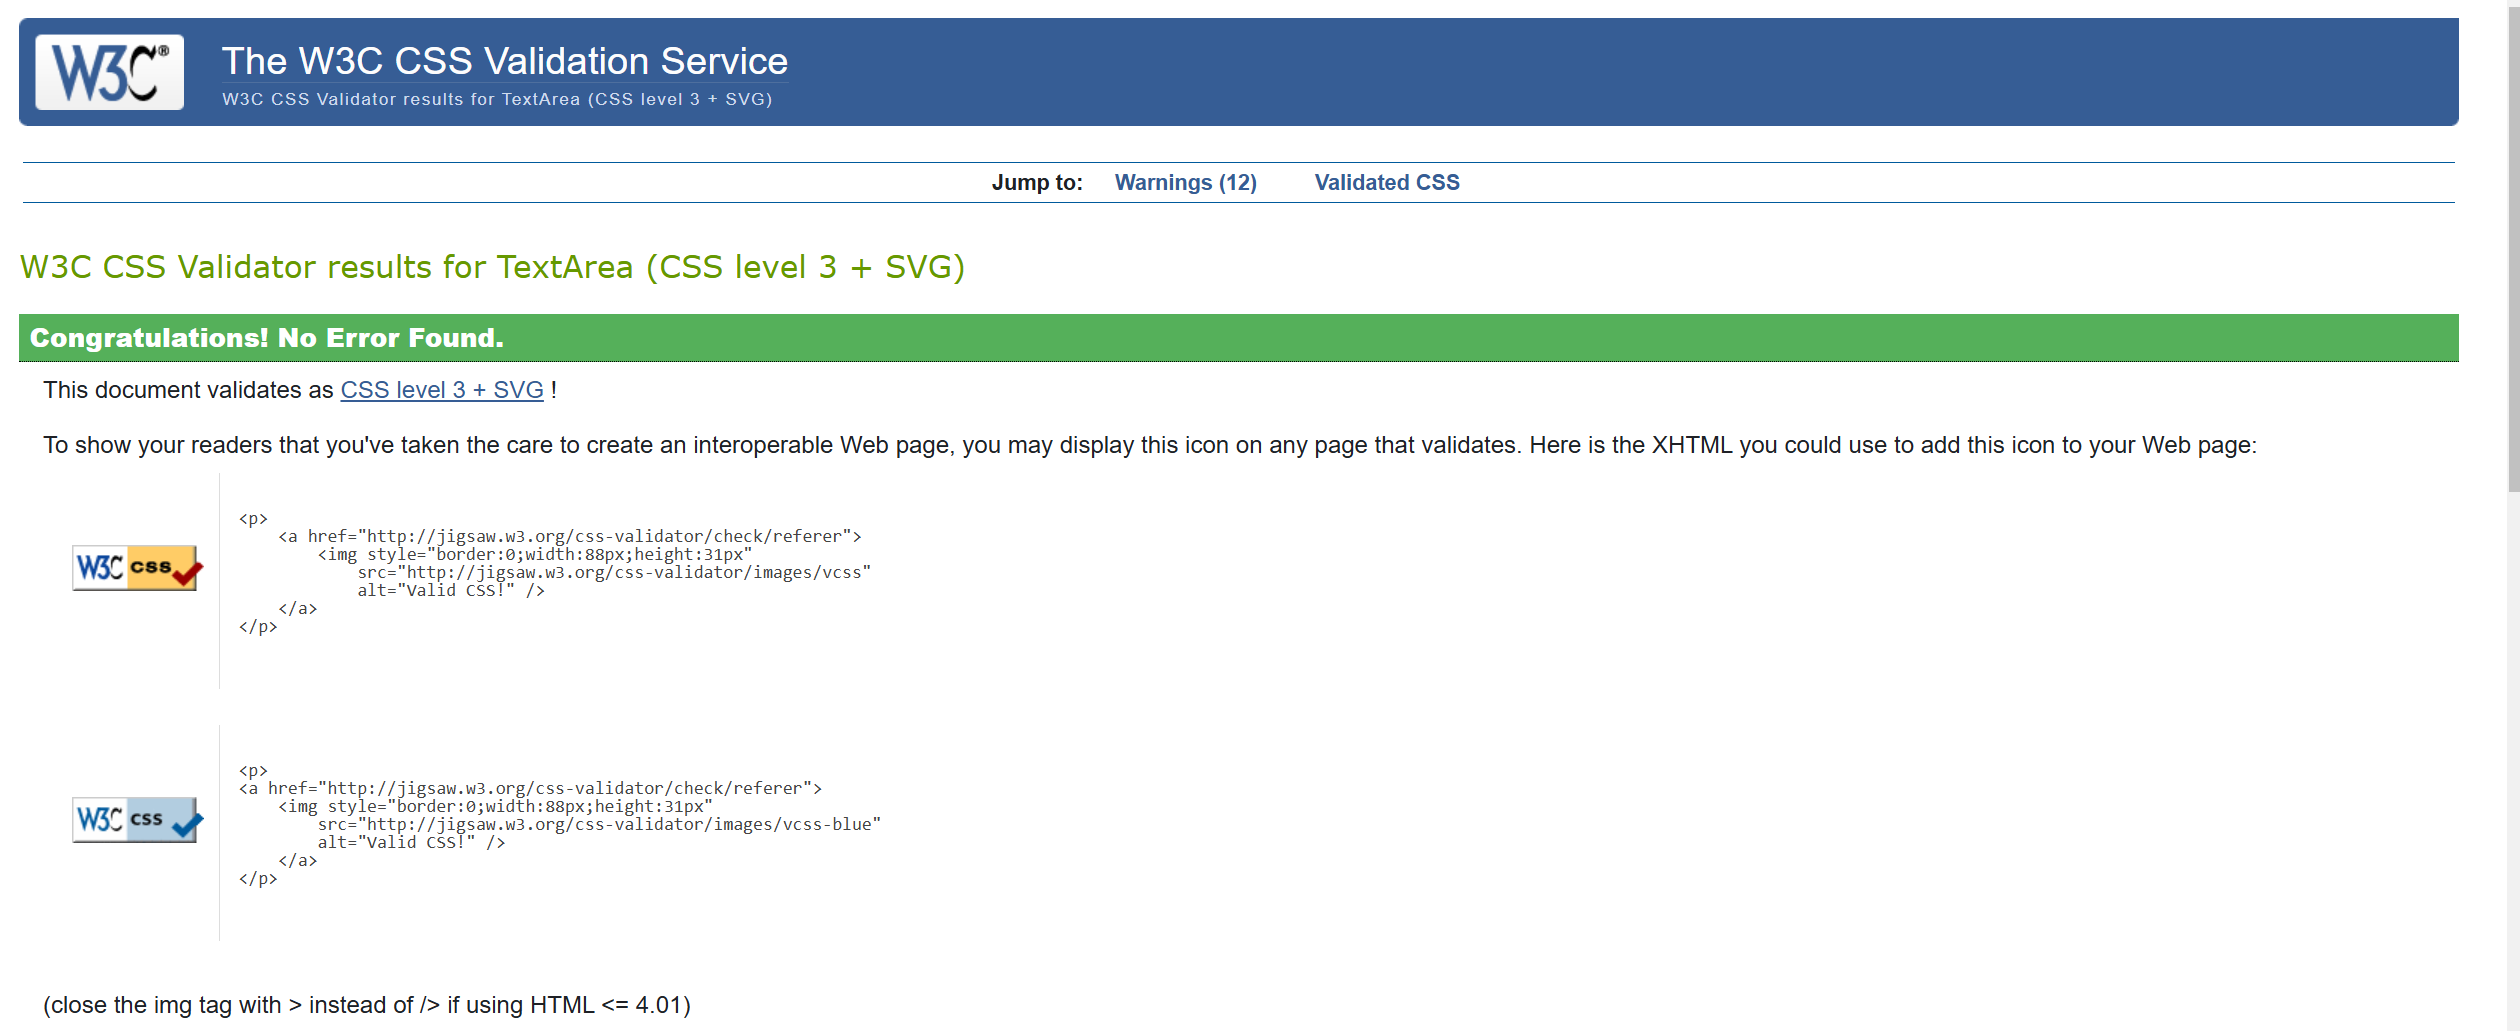 W3C®
The W3C CSS Validation Service
W3C CSS Validator results for TextArea (CSS level 3 + SVG)
Jump to: Warnings (12) Validated CSS
W3C CSS Validator results for TextArea (CSS level 3 + SVG)
Congratulations! No Error Found.
This document validates as CSS level 3 + SVG !
To show your readers that you've taken the care to create an interoperable Web page, you may display this icon on any page that validates. Here is the XHTML you could use to add this icon to your Web page:
W3C css
<p>
    <a href="http://jigsaw.w3.org/css-validator/check/referer">
        <img style="border:0;width:88px;height:31px"
            src="http://jigsaw.w3.org/css-validator/images/vcss"
            alt="Valid CSS!" />
    </a>
</p>
W3C css
<p>
<a href="http://jigsaw.w3.org/css-validator/check/referer">
    <img style="border:0;width:88px;height:31px"
        src="http://jigsaw.w3.org/css-validator/images/vcss-blue"
        alt="Valid CSS!" />
    </a>
</p>
(close the img tag with > instead of /> if using HTML <= 4.01)